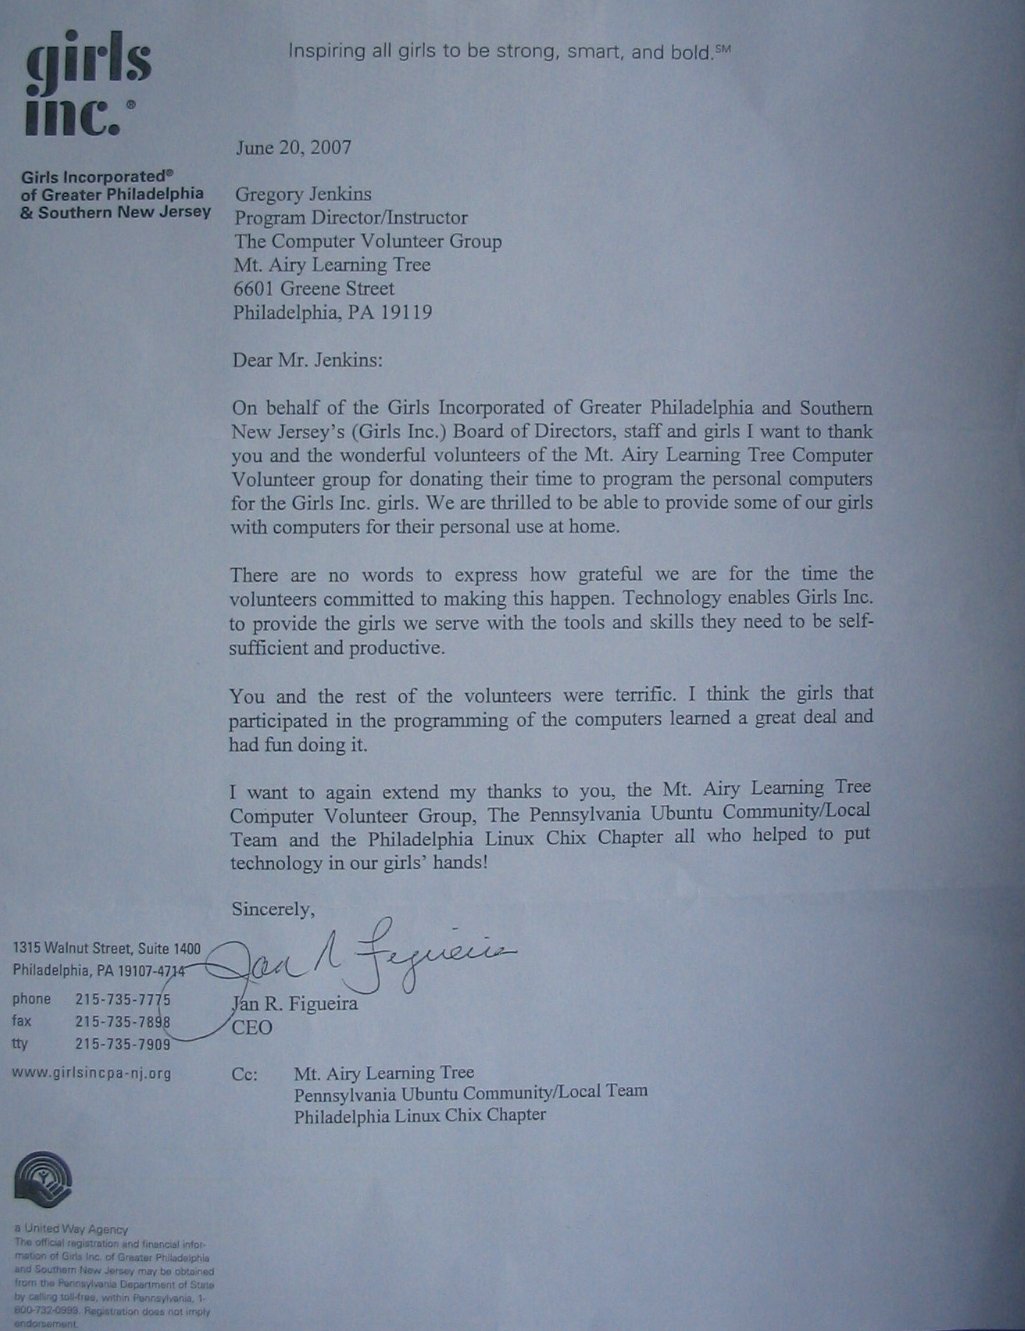 girls
inc.®
Inspiring all girls to be strong, smart, and bold.℠
Girls Incorporated®
of Greater Philadelphia
& Southern New Jersey
June 20, 2007
Gregory Jenkins
Program Director/Instructor
The Computer Volunteer Group
Mt. Airy Learning Tree
6601 Greene Street
Philadelphia, PA 19119
Dear Mr. Jenkins:
On behalf of the Girls Incorporated of Greater Philadelphia and Southern
New Jersey's (Girls Inc.) Board of Directors, staff and girls I want to thank
you and the wonderful volunteers of the Mt. Airy Learning Tree Computer
Volunteer group for donating their time to program the personal computers
for the Girls Inc. girls. We are thrilled to be able to provide some of our girls
with computers for their personal use at home.
There are no words to express how grateful we are for the time the
volunteers committed to making this happen. Technology enables Girls Inc.
to provide the girls we serve with the tools and skills they need to be self-
sufficient and productive.
You and the rest of the volunteers were terrific. I think the girls that
participated in the programming of the computers learned a great deal and
had fun doing it.
I want to again extend my thanks to you, the Mt. Airy Learning Tree
Computer Volunteer Group, The Pennsylvania Ubuntu Community/Local
Team and the Philadelphia Linux Chix Chapter all who helped to put
technology in our girls' hands!
Sincerely,
Jan R Figueira
Jan R. Figueira
CEO
Cc: Mt. Airy Learning Tree
Pennsylvania Ubuntu Community/Local Team
Philadelphia Linux Chix Chapter
1315 Walnut Street, Suite 1400
Philadelphia, PA 19107-4714
phone 215-735-7775
fax 215-735-7898
tty 215-735-7909
www.girlsincpa-nj.org
a United Way Agency
The official registration and financial infor-
mation of Girls Inc. of Greater Philadelphia
and Southern New Jersey may be obtained
from the Pennsylvania Department of State
by calling toll-free, within Pennsylvania, 1-
800-732-0999. Registration does not imply
endorsement.